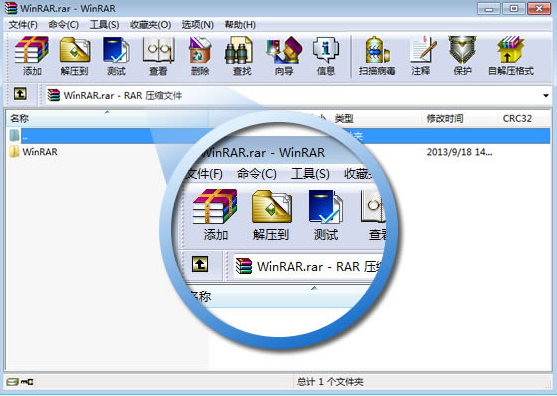 WinRAR.rar - WinRAR
文件(F) 命令(C) 工具(S) 收藏夹(O) 选项(N) 帮助(H)
添加 解压到 测试 查看 删除 查找 向导 信息 扫描病毒 注释 保护 自解压格式
WinRAR.rar - RAR 压缩文件
名称 类型 修改时间 CRC32
..
WinRAR 2013/9/18 14...
WinRAR.rar - WinRAR
文件(F) 命令(C) 工具(S) 收藏
添加 解压到 测试 查看
WinRAR.rar - RAR 压缩
名称
总计 1 个文件夹